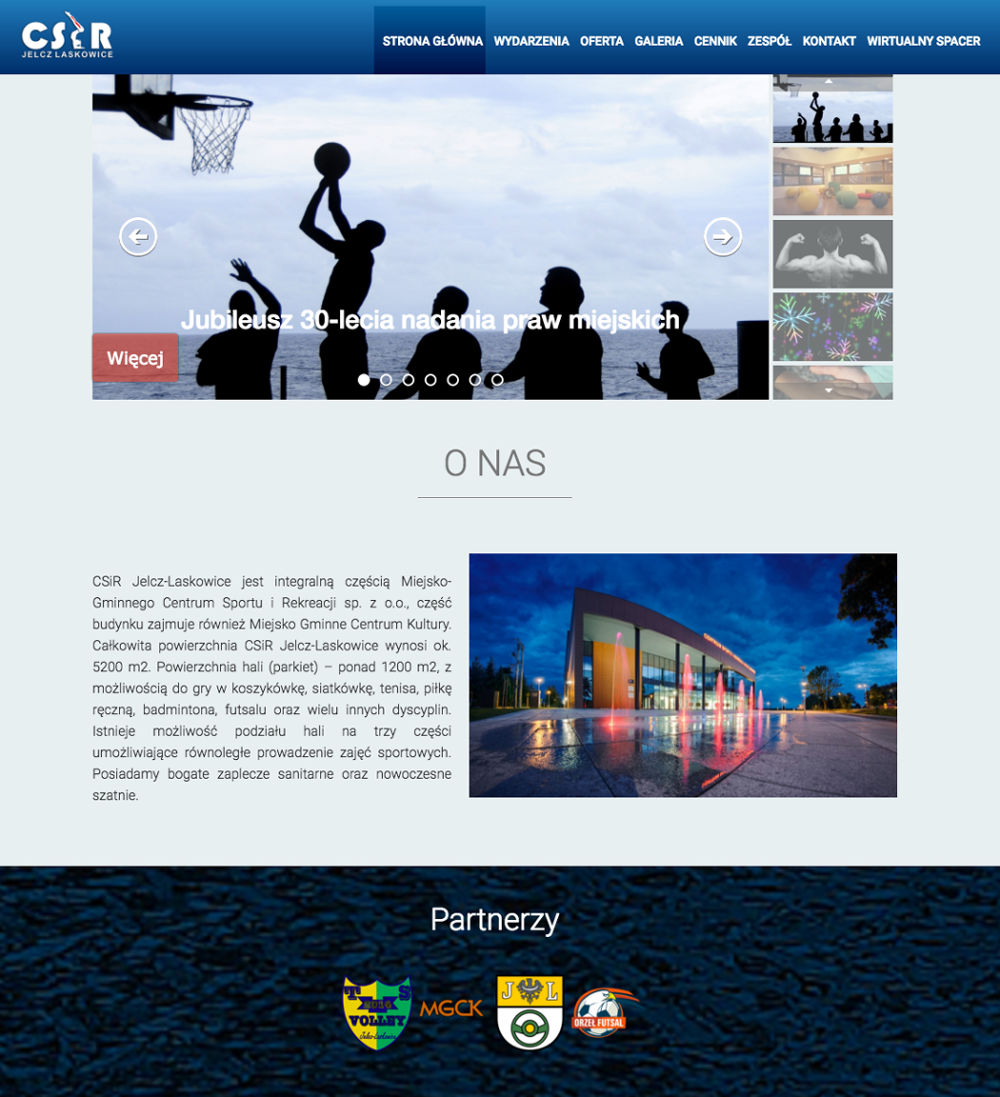 CSiR
JELCZ LASKOWICE
STRONA GŁÓWNA WYDARZENIA OFERTA GALERIA CENNIK ZESPÓŁ KONTAKT WIRTUALNY SPACER
Jubileusz 30-lecia nadania praw miejskich
Więcej
O NAS
CSiR Jelcz-Laskowice jest integralną częścią Miejsko-
Gminnego Centrum Sportu i Rekreacji sp. z o.o., część
budynku zajmuje również Miejsko Gminne Centrum Kultury.
Całkowita powierzchnia CSiR Jelcz-Laskowice wynosi ok.
5200 m2. Powierzchnia hali (parkiet) – ponad 1200 m2, z
możliwością do gry w koszykówkę, siatkówkę, tenisa, piłkę
ręczną, badmintona, futsalu oraz wielu innych dyscyplin.
Istnieje możliwość podziału hali na trzy części
umożliwiające równoległe prowadzenie zajęć sportowych.
Posiadamy bogate zaplecze sanitarne oraz nowoczesne
szatnie.
Partnerzy
T S
VOLLEY
MGCK
J L
ORZEŁ FUTSAL